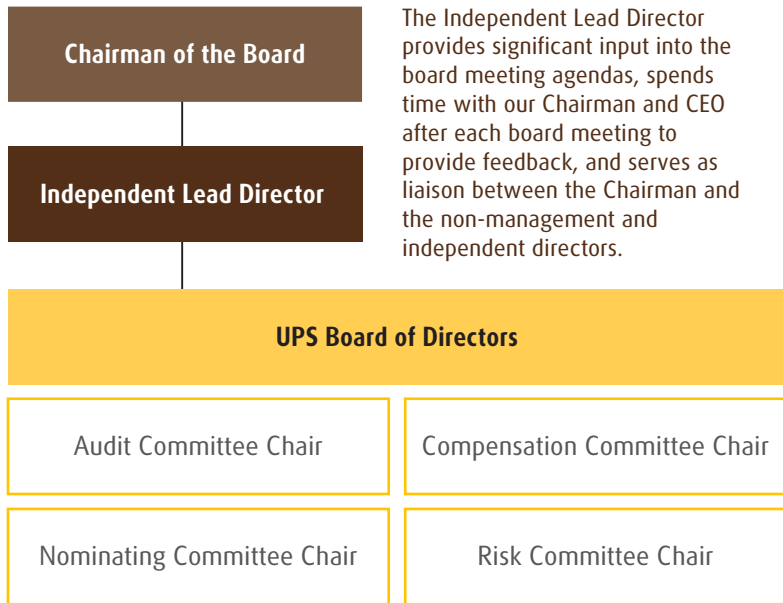 Chairman of the Board
Independent Lead Director
The Independent Lead Director
provides significant input into the
board meeting agendas, spends
time with our Chairman and CEO
after each board meeting to
provide feedback, and serves as
liaison between the Chairman and
the non-management and
independent directors.
UPS Board of Directors
Audit Committee Chair
Compensation Committee Chair
Nominating Committee Chair
Risk Committee Chair